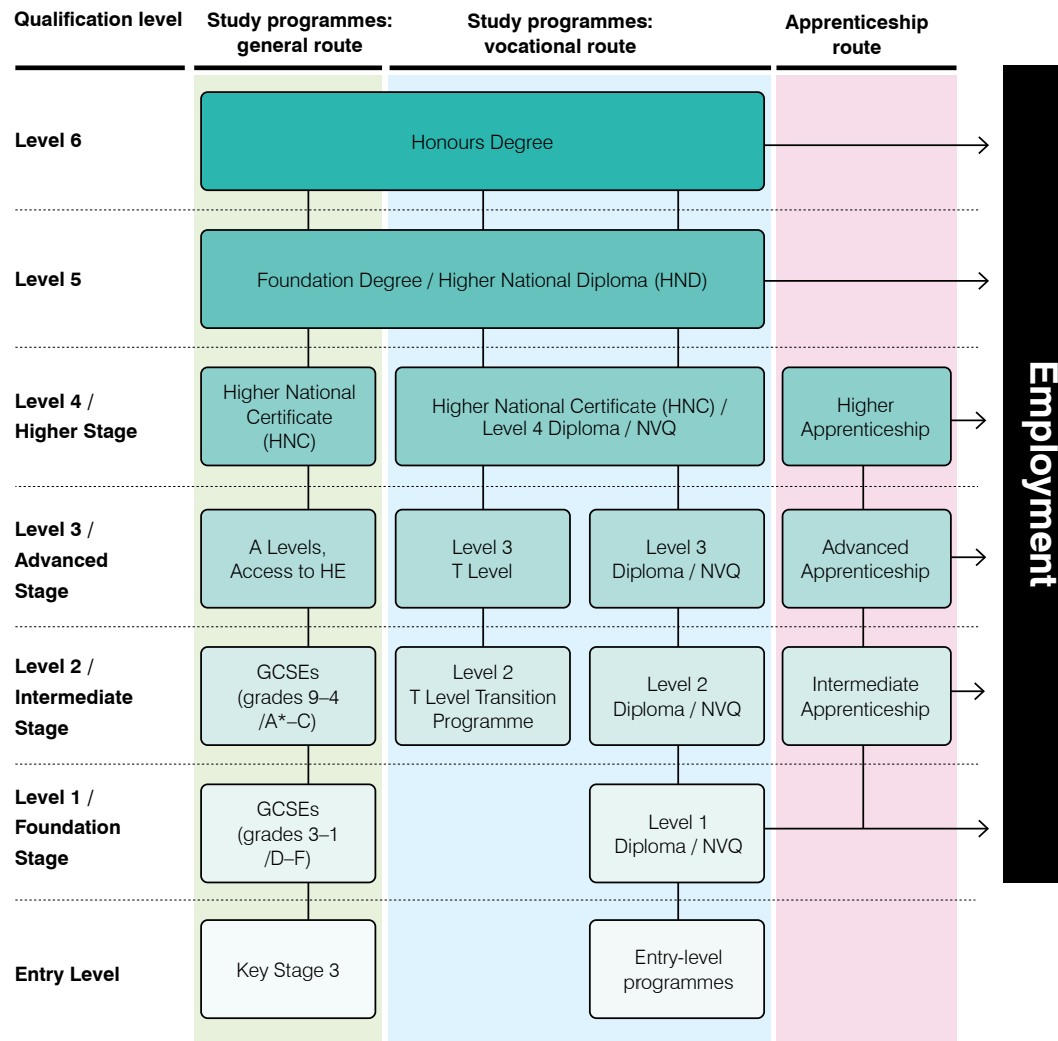 Qualification level
Study programmes:
general route
Study programmes:
vocational route
Apprenticeship
route
Level 6
Honours Degree
Level 5
Foundation Degree / Higher National Diploma (HND)
Level 4 /
Higher Stage
Higher National
Certificate
(HNC)
Higher National Certificate (HNC) /
Level 4 Diploma / NVQ
Higher
Apprenticeship
Level 3 /
Advanced
Stage
A Levels,
Access to HE
Level 3
T Level
Level 3
Diploma / NVQ
Advanced
Apprenticeship
Level 2 /
Intermediate
Stage
GCSEs
(grades 9–4
/A*–C)
Level 2
T Level Transition
Programme
Level 2
Diploma / NVQ
Intermediate
Apprenticeship
Level 1 /
Foundation
Stage
GCSEs
(grades 3–1
/D–F)
Level 1
Diploma / NVQ
Entry Level
Key Stage 3
Entry-level
programmes
Employment